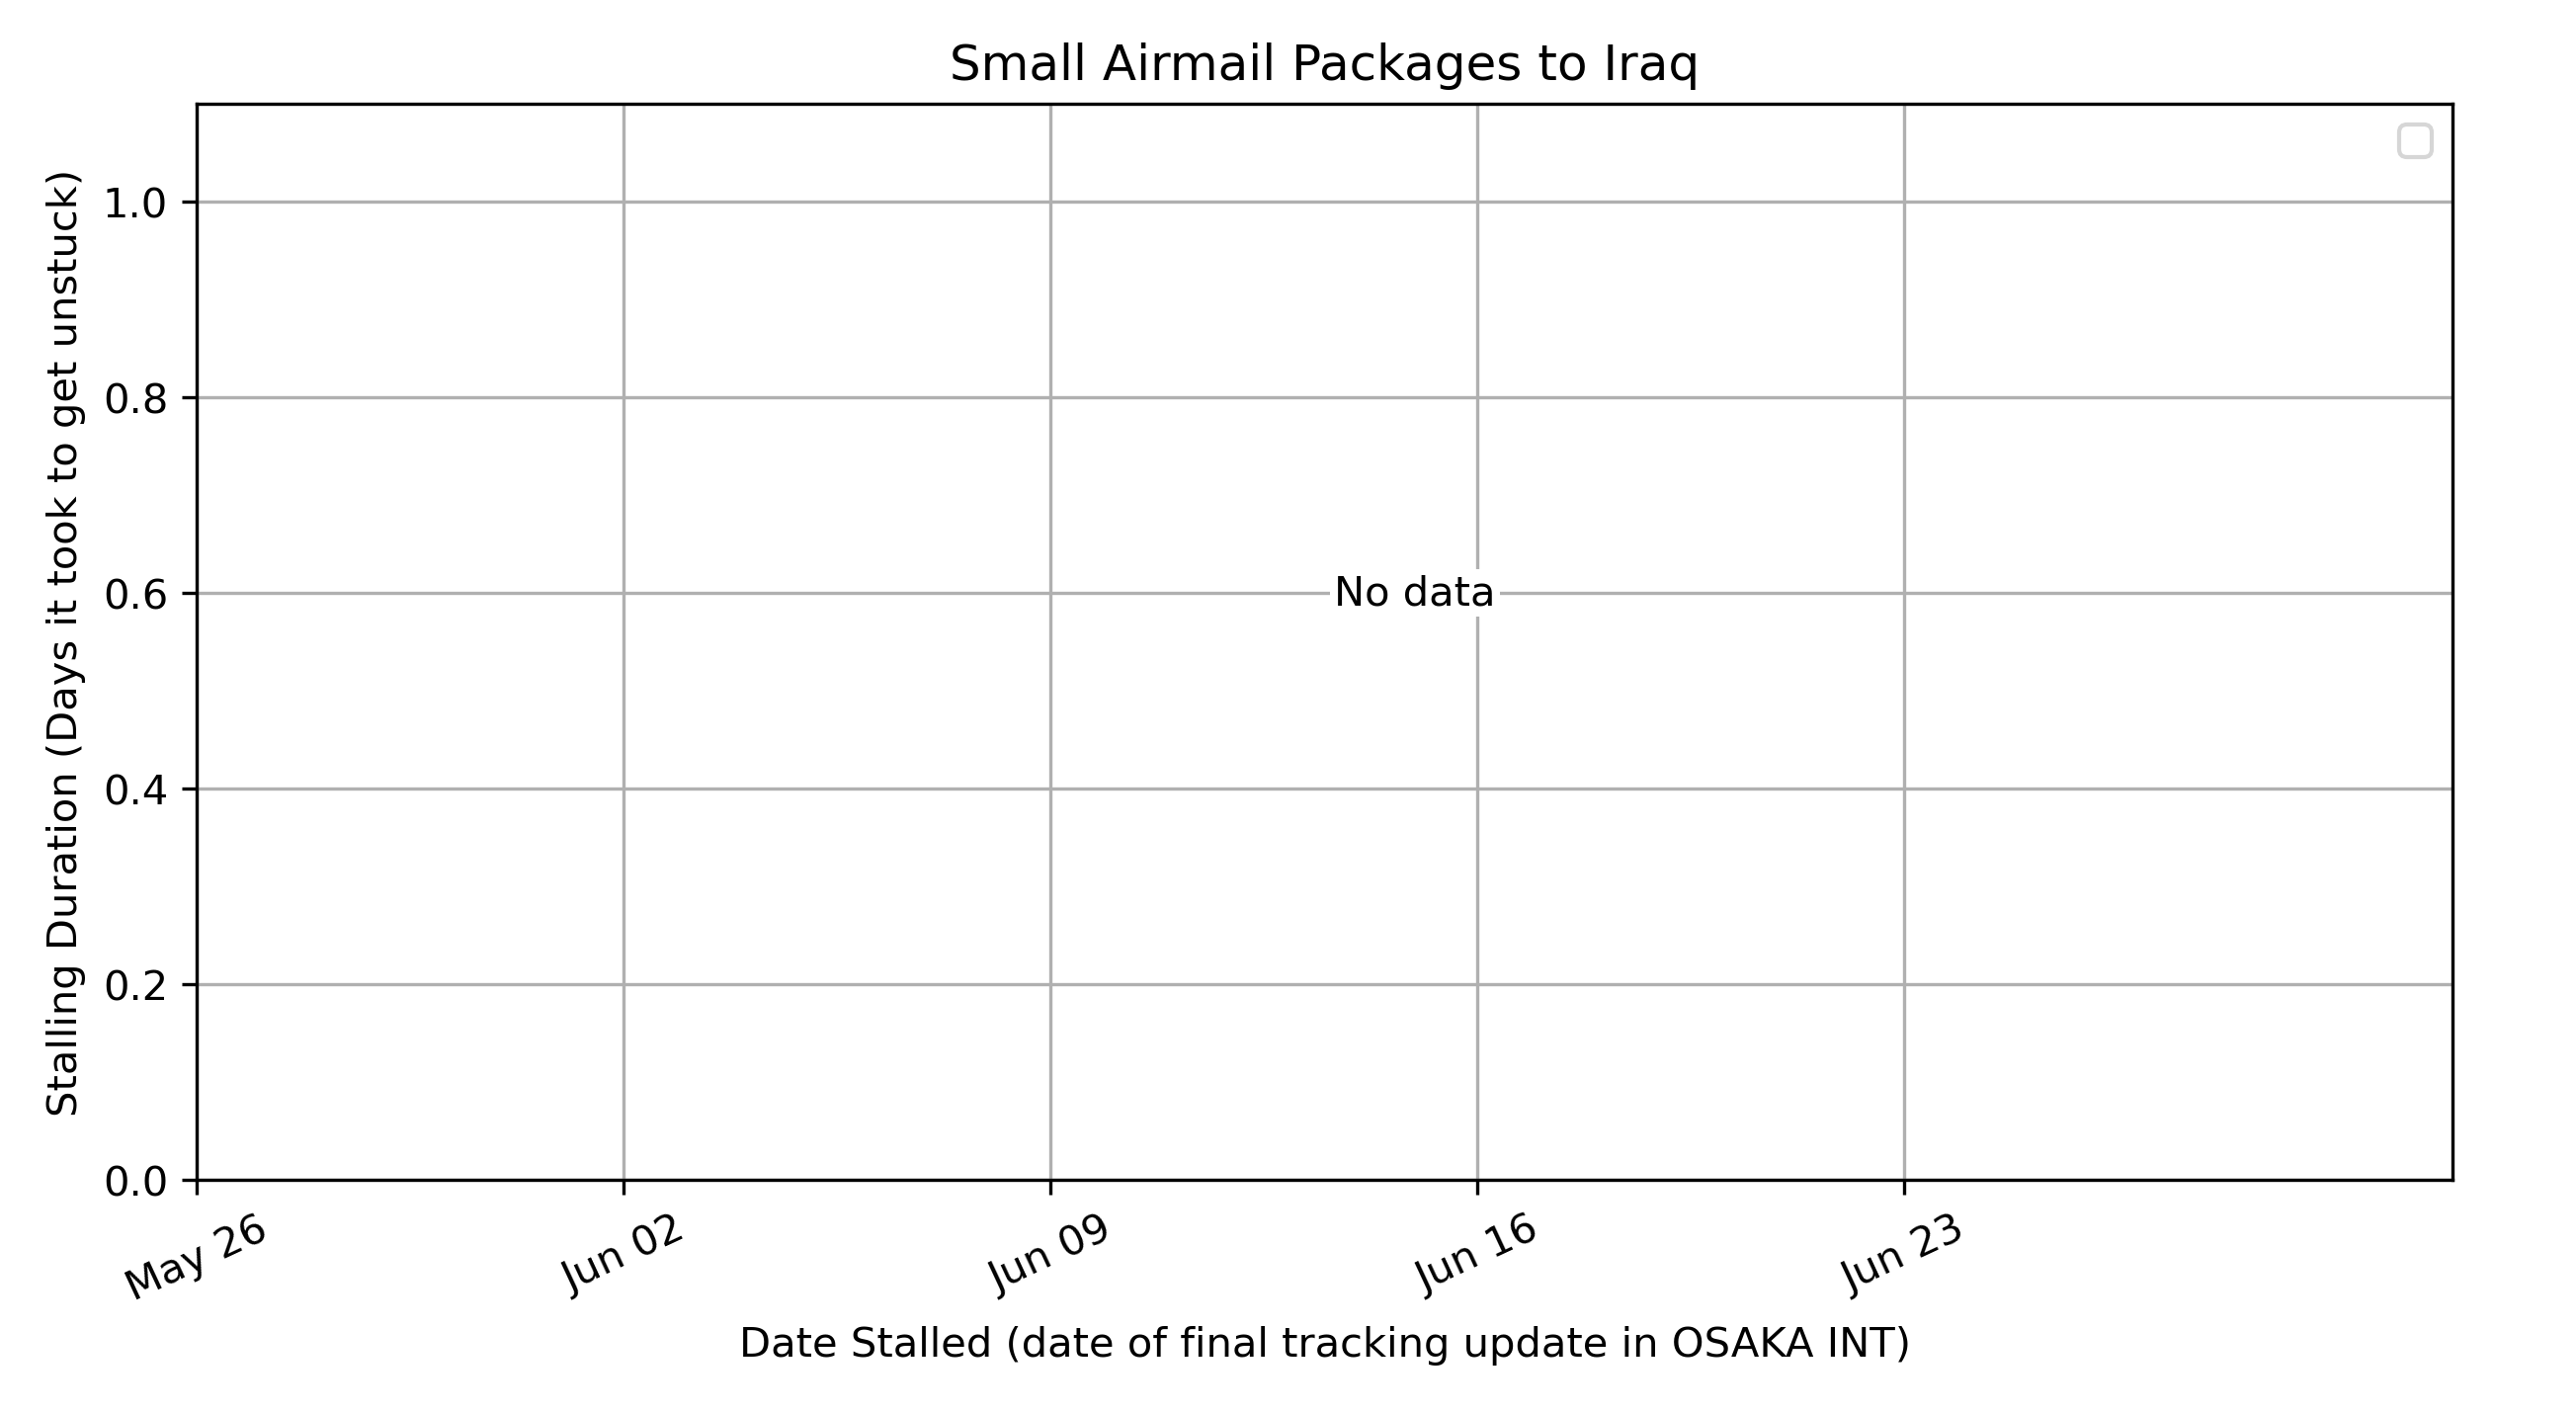 Small Airmail Packages to Iraq
Stalling Duration (Days it took to get unstuck)
1.0
0.8
0.6
0.4
0.2
0.0
No data
May 26
Jun 02
Jun 09
Jun 16
Jun 23
Date Stalled (date of final tracking update in OSAKA INT)